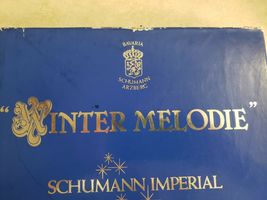 BAVARIA
SCHUMANN
ARZBERG
"WINTER MELODIE"
SCHUMANN IMPERIAL